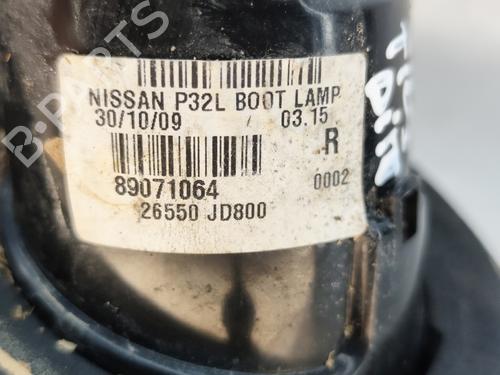 B-PARTS
NISSAN P32L BOOT LAMP
30/10/09 / 03.15
R
89071064 0002
26550 JD800